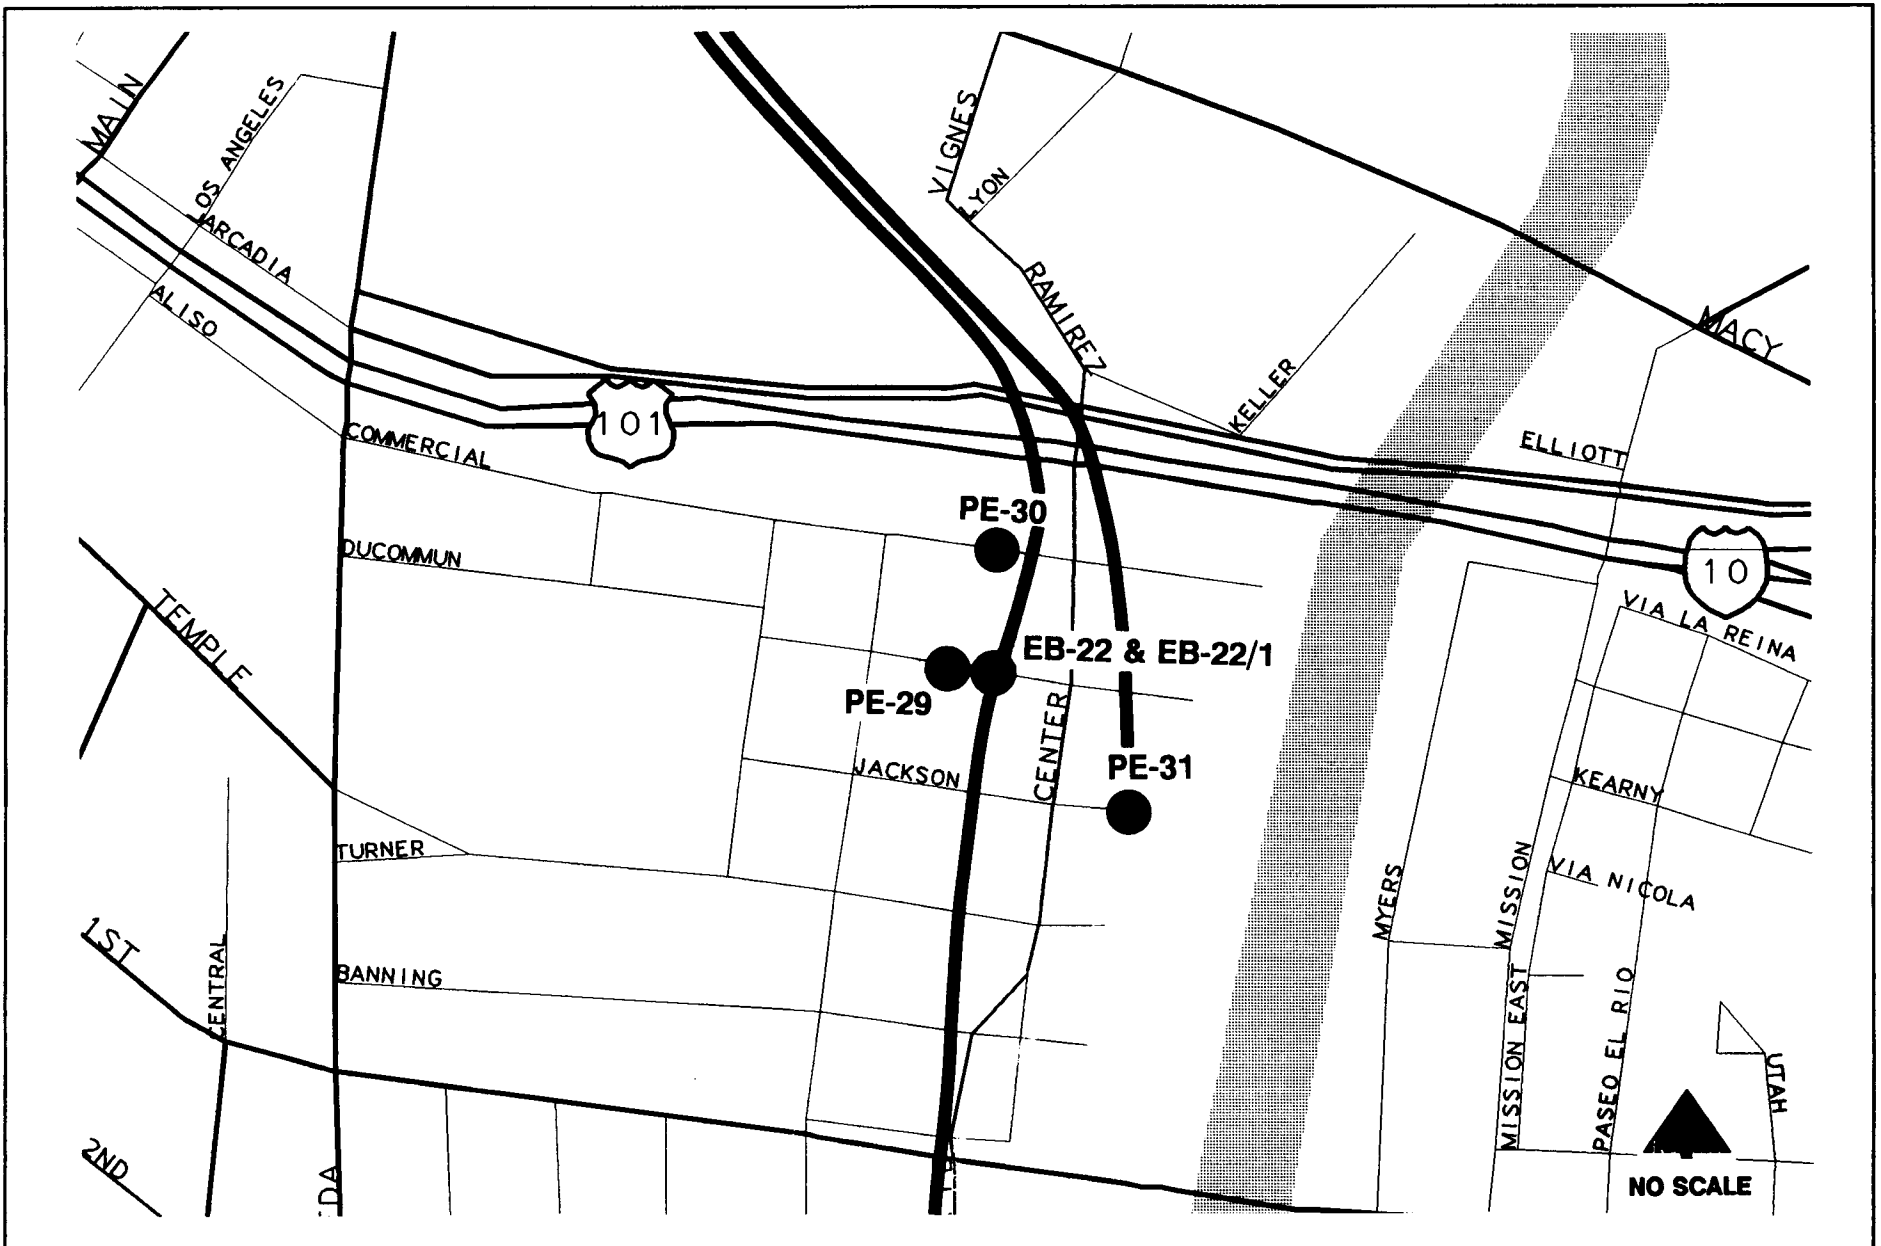 MAIN
LOS ANGELES
VIGNES
LYON
ARCADIA
RAMIREZ
ALISO
MACY
KELLER
101
COMMERCIAL
ELLIOTT
PE-30
DUCOMMUN
10
VIA LA REINA
TEMPLE
EB-22 & EB-22/1
PE-29
CENTER
JACKSON
PE-31
KEARNY
TURNER
MYERS
MISSION
VIA NICOLA
1ST
CENTRAL
BANNING
MISSION EAST
PASEO EL RIO
UTAH
2ND
DA
NO SCALE